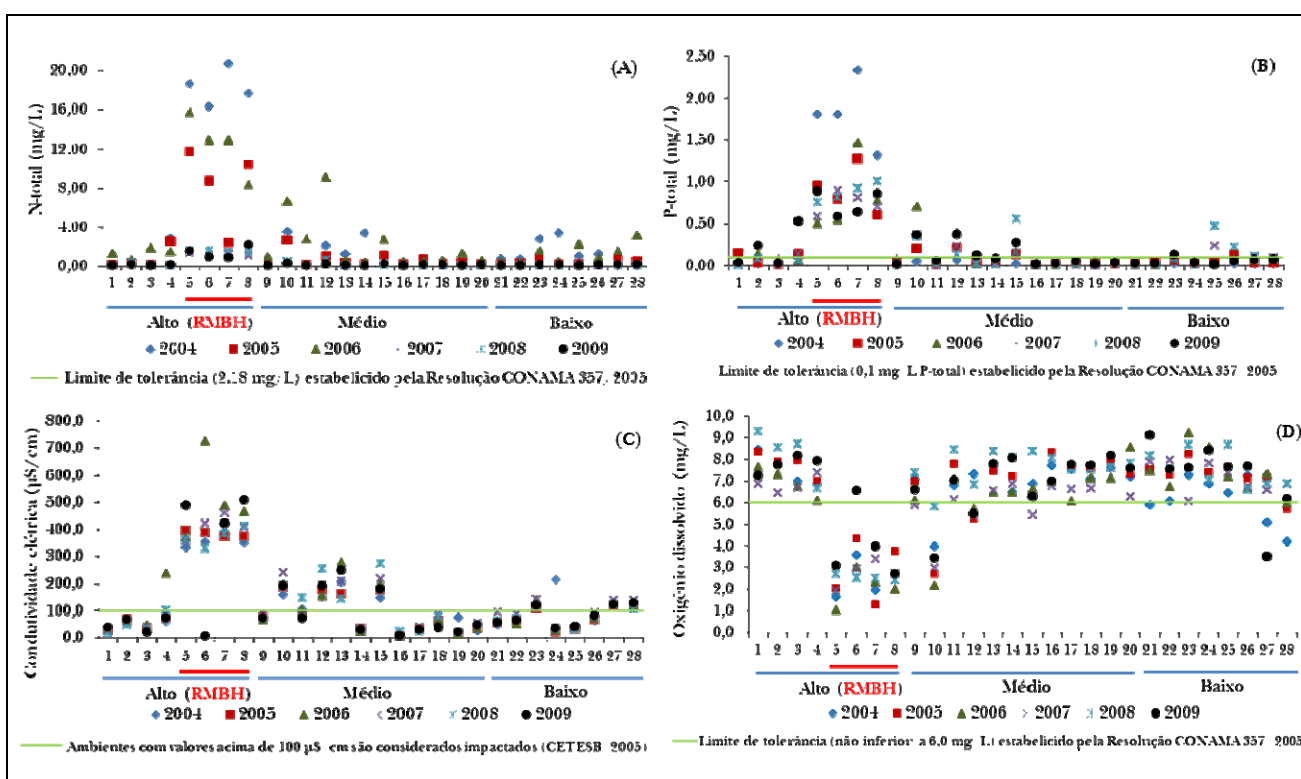 (A)
N-total (mg/L)
20,00
16,00
12,00
8,00
4,00
0,00
1 2 3 4 5 6 7 8 9 10 11 12 13 14 15 16 17 18 19 20 21 22 23 24 25 26 27 28
Alto (RMBH) Médio Baixo
2004 2005 2006 2007 2008 2009
Limite de tolerância (2,18 mg/L) estabelicido pela Resolução CONAMA 357/2005
(B)
P-total (mg/L)
2,50
2,00
1,50
1,00
0,50
0,00
1 2 3 4 5 6 7 8 9 10 11 12 13 14 15 16 17 18 19 20 21 22 23 24 25 26 27 28
Alto (RMBH) Médio Baixo
2004 2005 2006 2007 2008 2009
Limite de tolerância (0,1 mg L P-total) estabelicido pela Resolução CONAMA 357 2005
(C)
Condutividade elétrica (µS/cm)
800,0
700,0
600,0
500,0
400,0
300,0
200,0
100,0
0,0
1 2 3 4 5 6 7 8 9 10 11 12 13 14 15 16 17 18 19 20 21 22 23 24 25 26 27 28
Alto (RMBH) Médio Baixo
2004 2005 2006 2007 2008 2009
Ambientes com valores acima de 100 µS cm são considerados impactados (CETESB 2005)
(D)
Oxigênio dissolvido (mg/L)
10,0
9,0
8,0
7,0
6,0
5,0
4,0
3,0
2,0
1,0
0,0
1 2 3 4 5 6 7 8 9 10 11 12 13 14 15 16 17 18 19 20 21 22 23 24 25 26 27 28
Alto (RMBH) Médio Baixo
2004 2005 2006 2007 2008 2009
Limite de tolerância (não inferior a 6,0 mg L) estabelicido pela Resolução CONAMA 357 2005